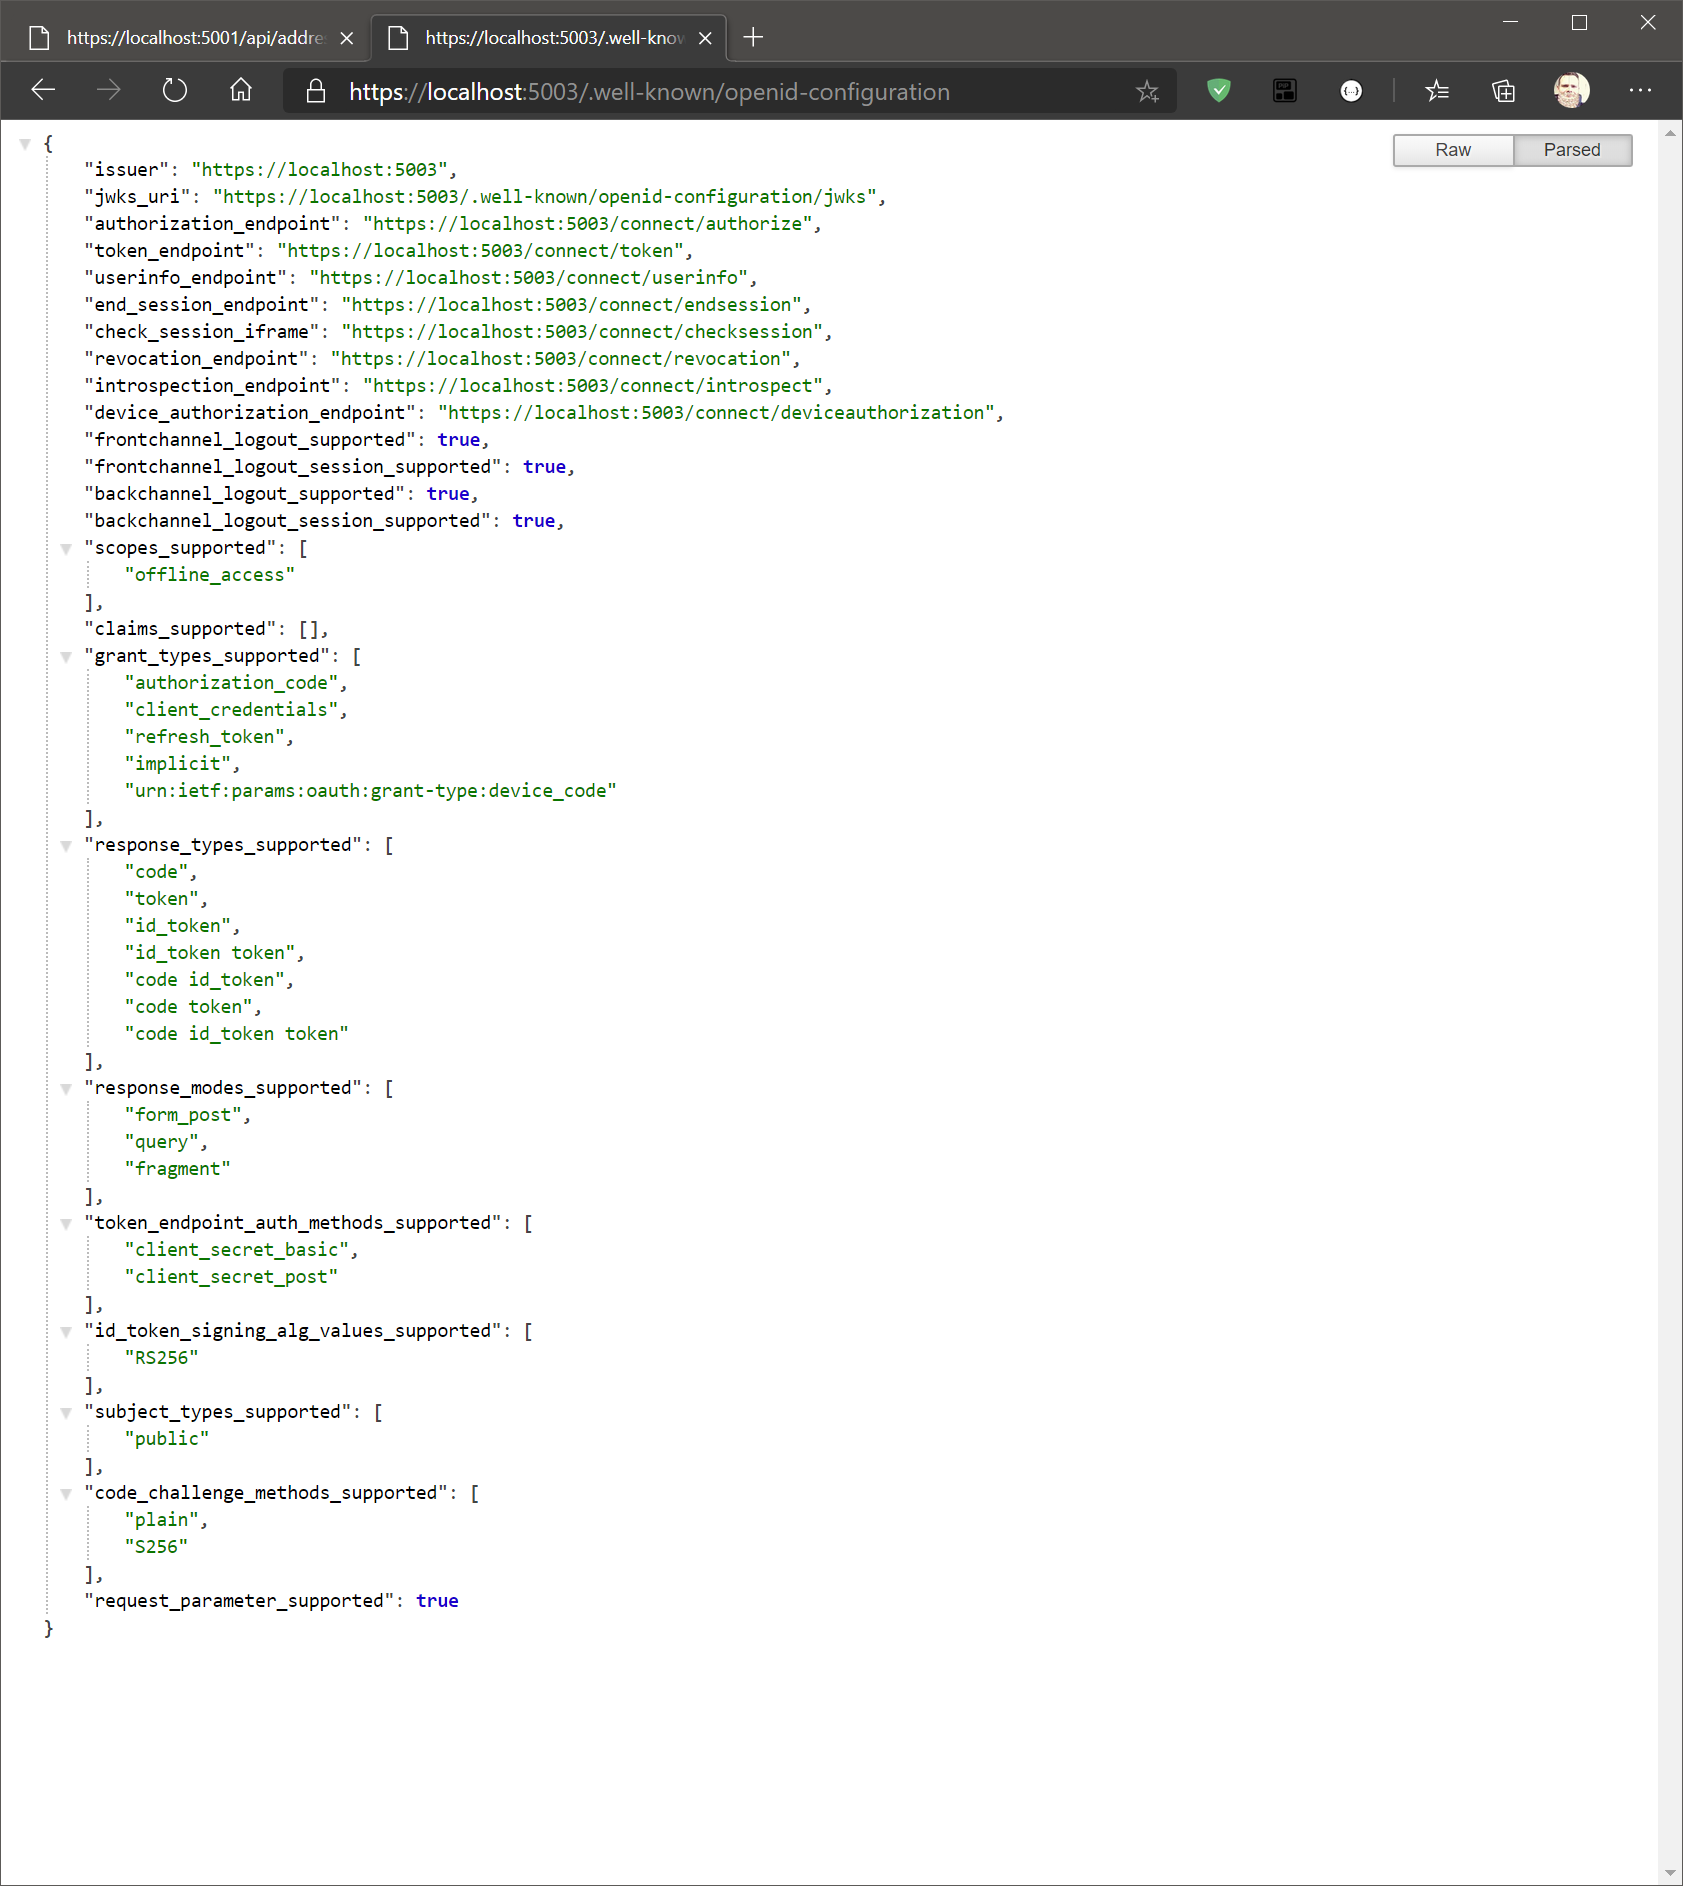 https://localhost:5001/api/addre
https://localhost:5003/.well-know
https://localhost:5003/.well-known/openid-configuration
Raw
Parsed
{
"issuer": "https://localhost:5003",
"jwks_uri": "https://localhost:5003/.well-known/openid-configuration/jwks",
"authorization_endpoint": "https://localhost:5003/connect/authorize",
"token_endpoint": "https://localhost:5003/connect/token",
"userinfo_endpoint": "https://localhost:5003/connect/userinfo",
"end_session_endpoint": "https://localhost:5003/connect/endsession",
"check_session_iframe": "https://localhost:5003/connect/checksession",
"revocation_endpoint": "https://localhost:5003/connect/revocation",
"introspection_endpoint": "https://localhost:5003/connect/introspect",
"device_authorization_endpoint": "https://localhost:5003/connect/deviceauthorization",
"frontchannel_logout_supported": true,
"frontchannel_logout_session_supported": true,
"backchannel_logout_supported": true,
"backchannel_logout_session_supported": true,
"scopes_supported": [
"offline_access"
],
"claims_supported": [],
"grant_types_supported": [
"authorization_code",
"client_credentials",
"refresh_token",
"implicit",
"urn:ietf:params:oauth:grant-type:device_code"
],
"response_types_supported": [
"code",
"token",
"id_token",
"id_token token",
"code id_token",
"code token",
"code id_token token"
],
"response_modes_supported": [
"form_post",
"query",
"fragment"
],
"token_endpoint_auth_methods_supported": [
"client_secret_basic",
"client_secret_post"
],
"id_token_signing_alg_values_supported": [
"RS256"
],
"subject_types_supported": [
"public"
],
"code_challenge_methods_supported": [
"plain",
"S256"
],
"request_parameter_supported": true
}